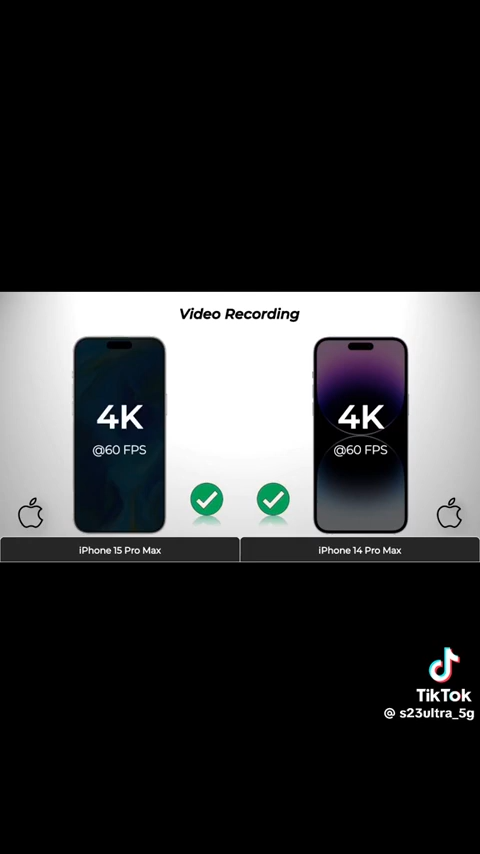 Video Recording
4K
@60 FPS
4K
@60 FPS
iPhone 15 Pro Max
iPhone 14 Pro Max
TikTok
@ s23ultra_5g